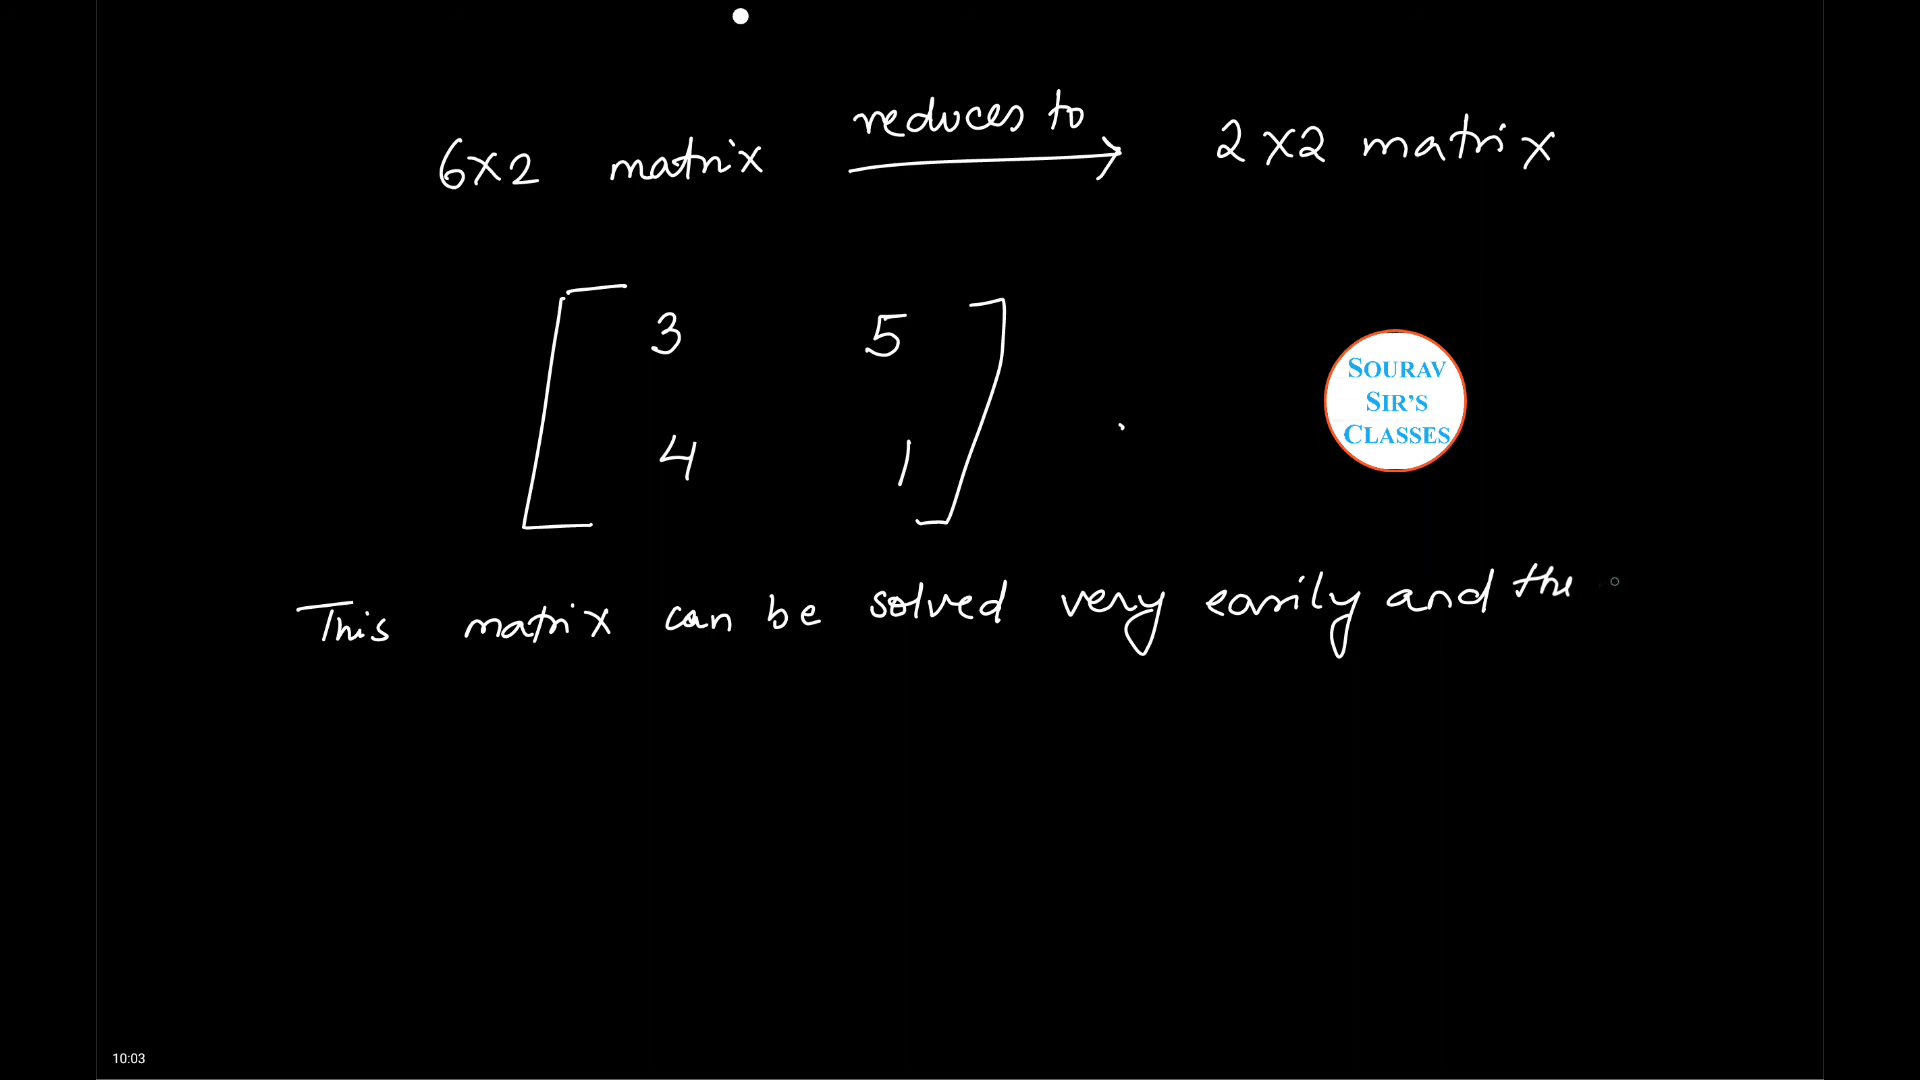 6x2 matrix reduces to 2x2 matrix
3 5
4 1
SOURAV
SIR'S
CLASSES
This matrix can be solved very easily and the
10:03